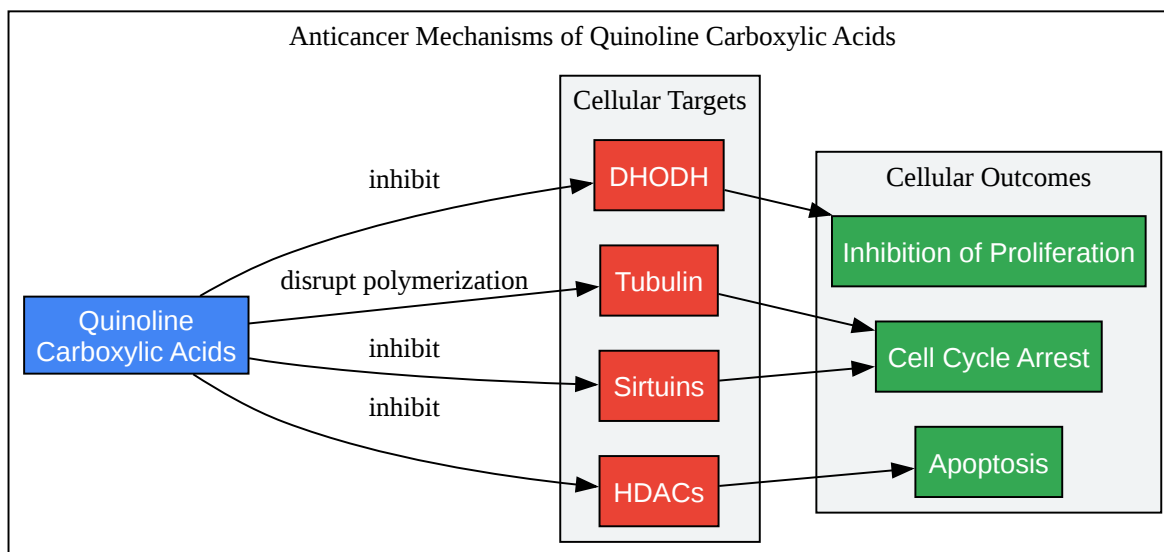 Anticancer Mechanisms of Quinoline Carboxylic Acids
Cellular Targets
inhibit
DHODH
Cellular Outcomes
Inhibition of Proliferation
disrupt polymerization
Tubulin
Quinoline
Carboxylic Acids
inhibit
Sirtuins
Cell Cycle Arrest
inhibit
HDACs
Apoptosis